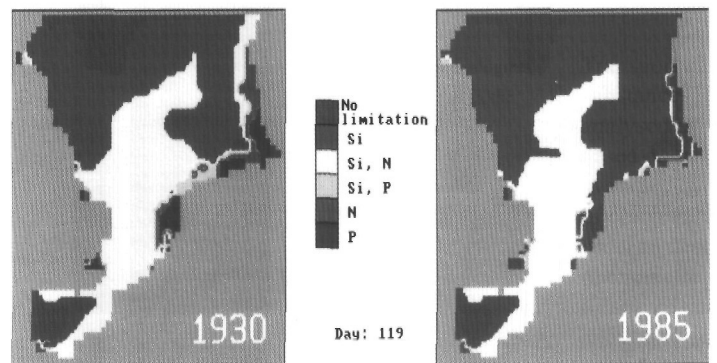 No
limitation
Si
Si, N
Si, P
N
P
1930
Day: 119
1985